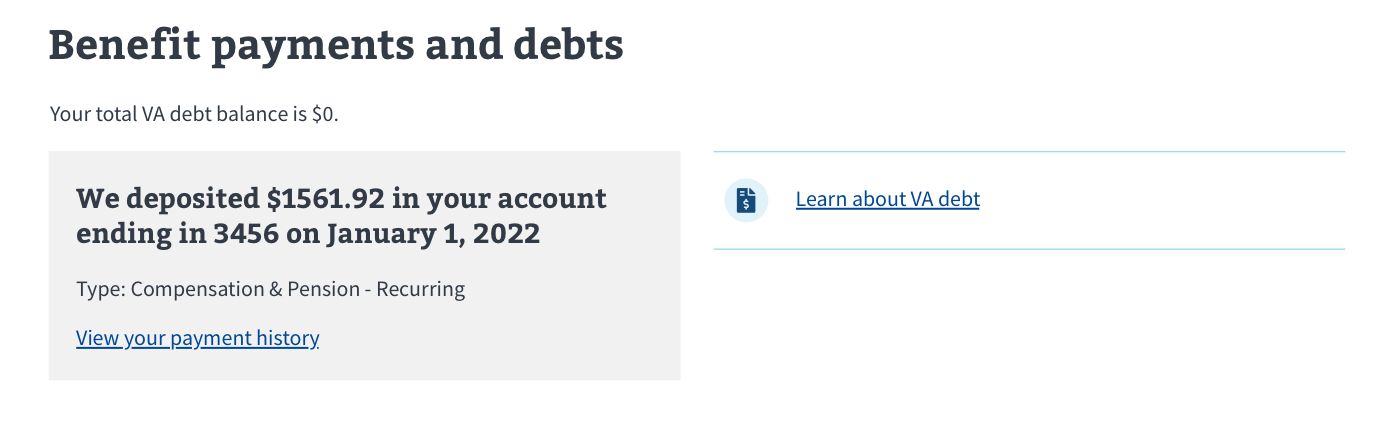 Benefit payments and debts
Your total VA debt balance is $0.
We deposited $1561.92 in your account
ending in 3456 on January 1, 2022
Type: Compensation & Pension - Recurring
View your payment history
Learn about VA debt